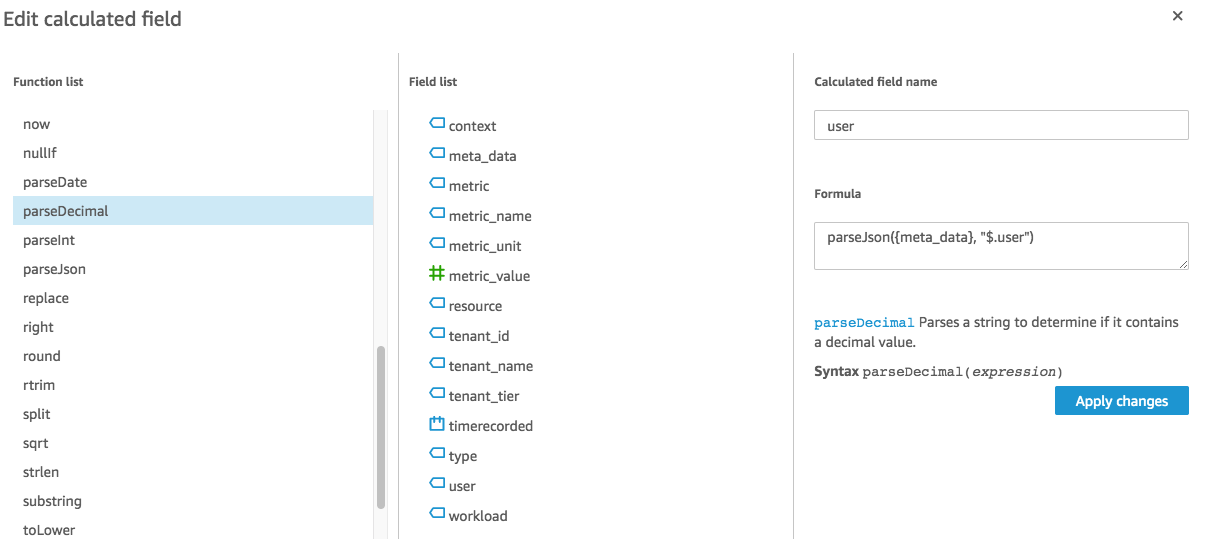 Edit calculated field
×
Function list
now
nullIf
parseDate
parseDecimal
parseInt
parseJson
replace
right
round
rtrim
split
sqrt
strlen
substring
toLower
Field list
context
meta_data
metric
metric_name
metric_unit
metric_value
resource
tenant_id
tenant_name
tenant_tier
timerecorded
type
user
workload
Calculated field name
user
Formula
parseJson({meta_data}, "$.user")
parseDecimal Parses a string to determine if it contains
a decimal value.
Syntax parseDecimal(expression)
Apply changes